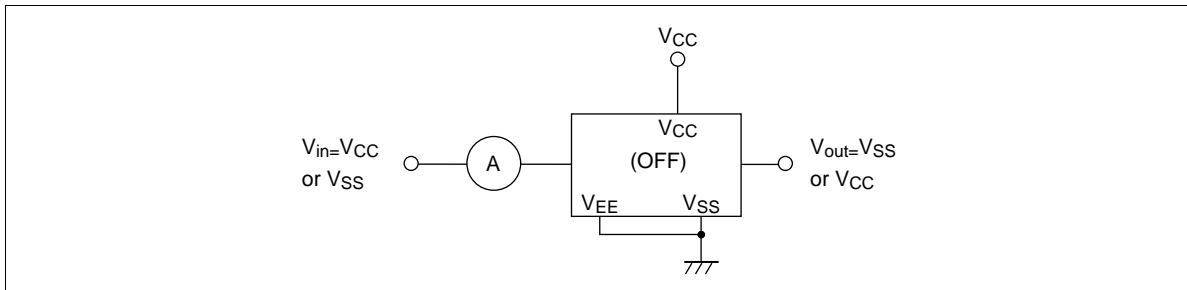 VCC
VCC
Vin=VCC
or VSS
A
(OFF)
Vout=VSS
or VCC
VEE
VSS